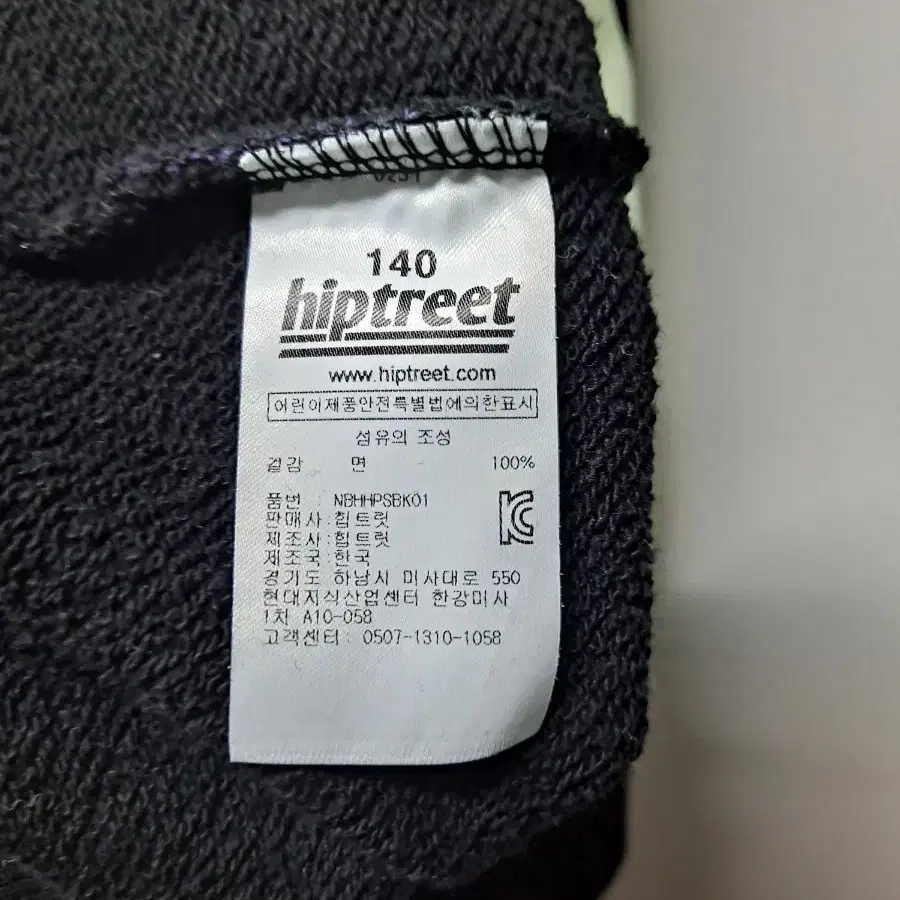 140
hiptreet
www.hiptreet.com
어린이제품안전특별법에의한표시
섬유의 조성
겉감 면 100%
품번 : NBHHPSBK01
판매사 : 힙트릿
제조사 : 힙트릿
제조국 : 한국
경기도 하남시 미사대로 550
현대지식산업센터 한강미사
1차 A10-058
고객센터 : 0507-1310-1058